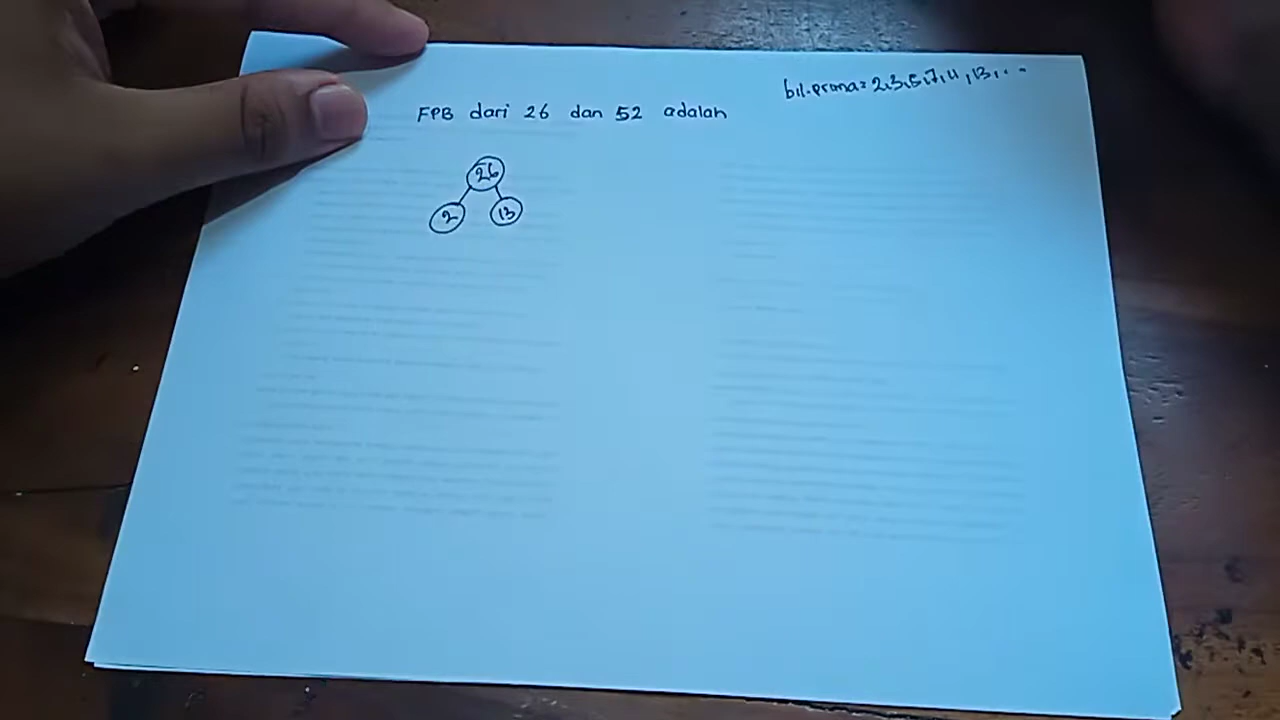 bil.prima= 2,3,5,7,11,13,...
FPB dari 26 dan 52 adalah
26
2 13